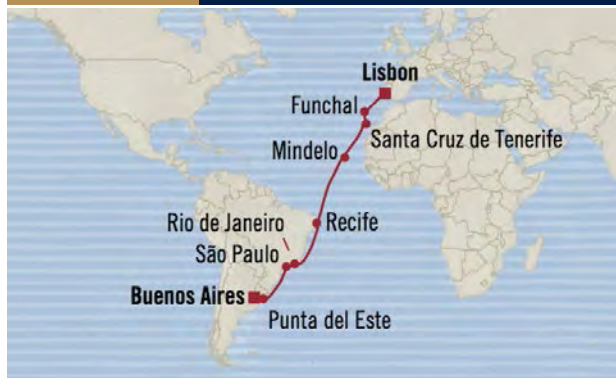 Lisbon
Funchal
Santa Cruz de Tenerife
Mindelo
Rio de Janeiro
Recife
São Paulo
Buenos Aires
Punta del Este